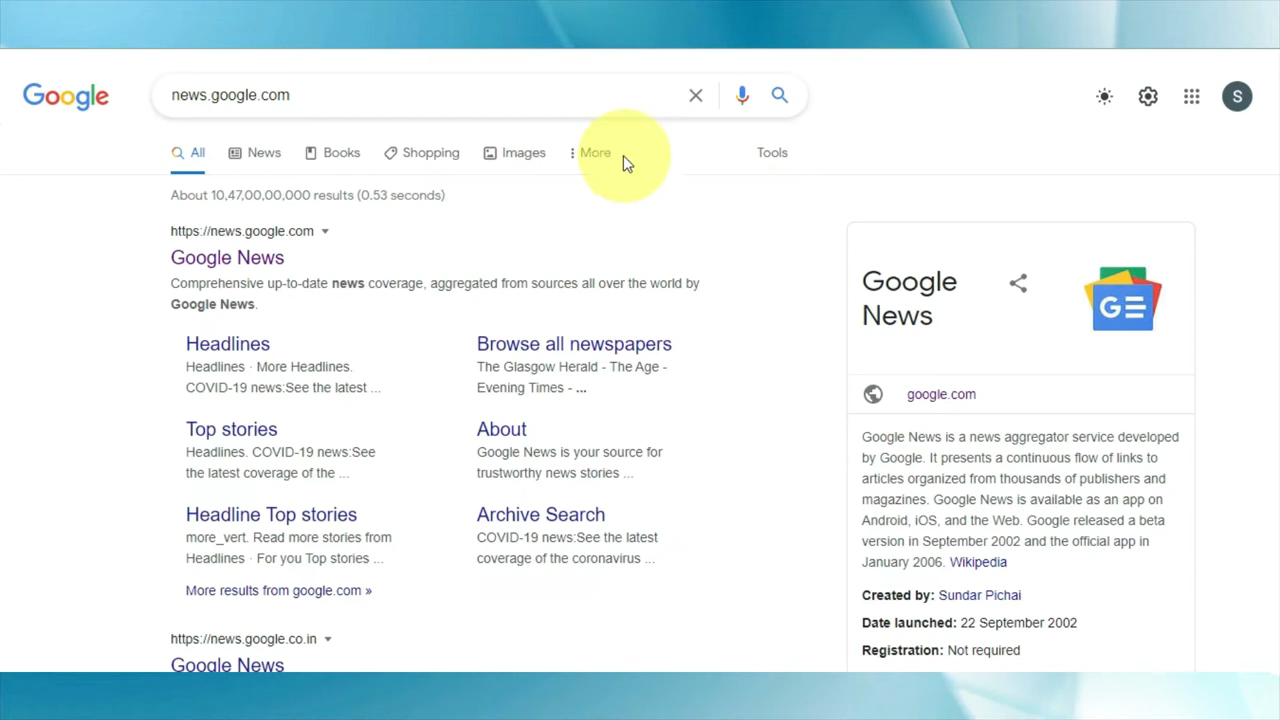 Google
news.google.com
S
All
News
Books
Shopping
Images
More
Tools
About 10,47,00,00,000 results (0.53 seconds)
https://news.google.com
Google News
Comprehensive up-to-date news coverage, aggregated from sources all over the world by
Google News.
Headlines
Headlines · More Headlines.
COVID-19 news:See the latest ...
Browse all newspapers
The Glasgow Herald - The Age -
Evening Times - ...
Top stories
Headlines. COVID-19 news:See
the latest coverage of the ...
About
Google News is your source for
trustworthy news stories ...
Headline Top stories
more_vert. Read more stories from
Headlines · For you Top stories ...
Archive Search
COVID-19 news:See the latest
coverage of the coronavirus ...
More results from google.com »
https://news.google.co.in
Google News
Google
News
GE
google.com
Google News is a news aggregator service developed
by Google. It presents a continuous flow of links to
articles organized from thousands of publishers and
magazines. Google News is available as an app on
Android, iOS, and the Web. Google released a beta
version in September 2002 and the official app in
January 2006. Wikipedia
Created by: Sundar Pichai
Date launched: 22 September 2002
Registration: Not required